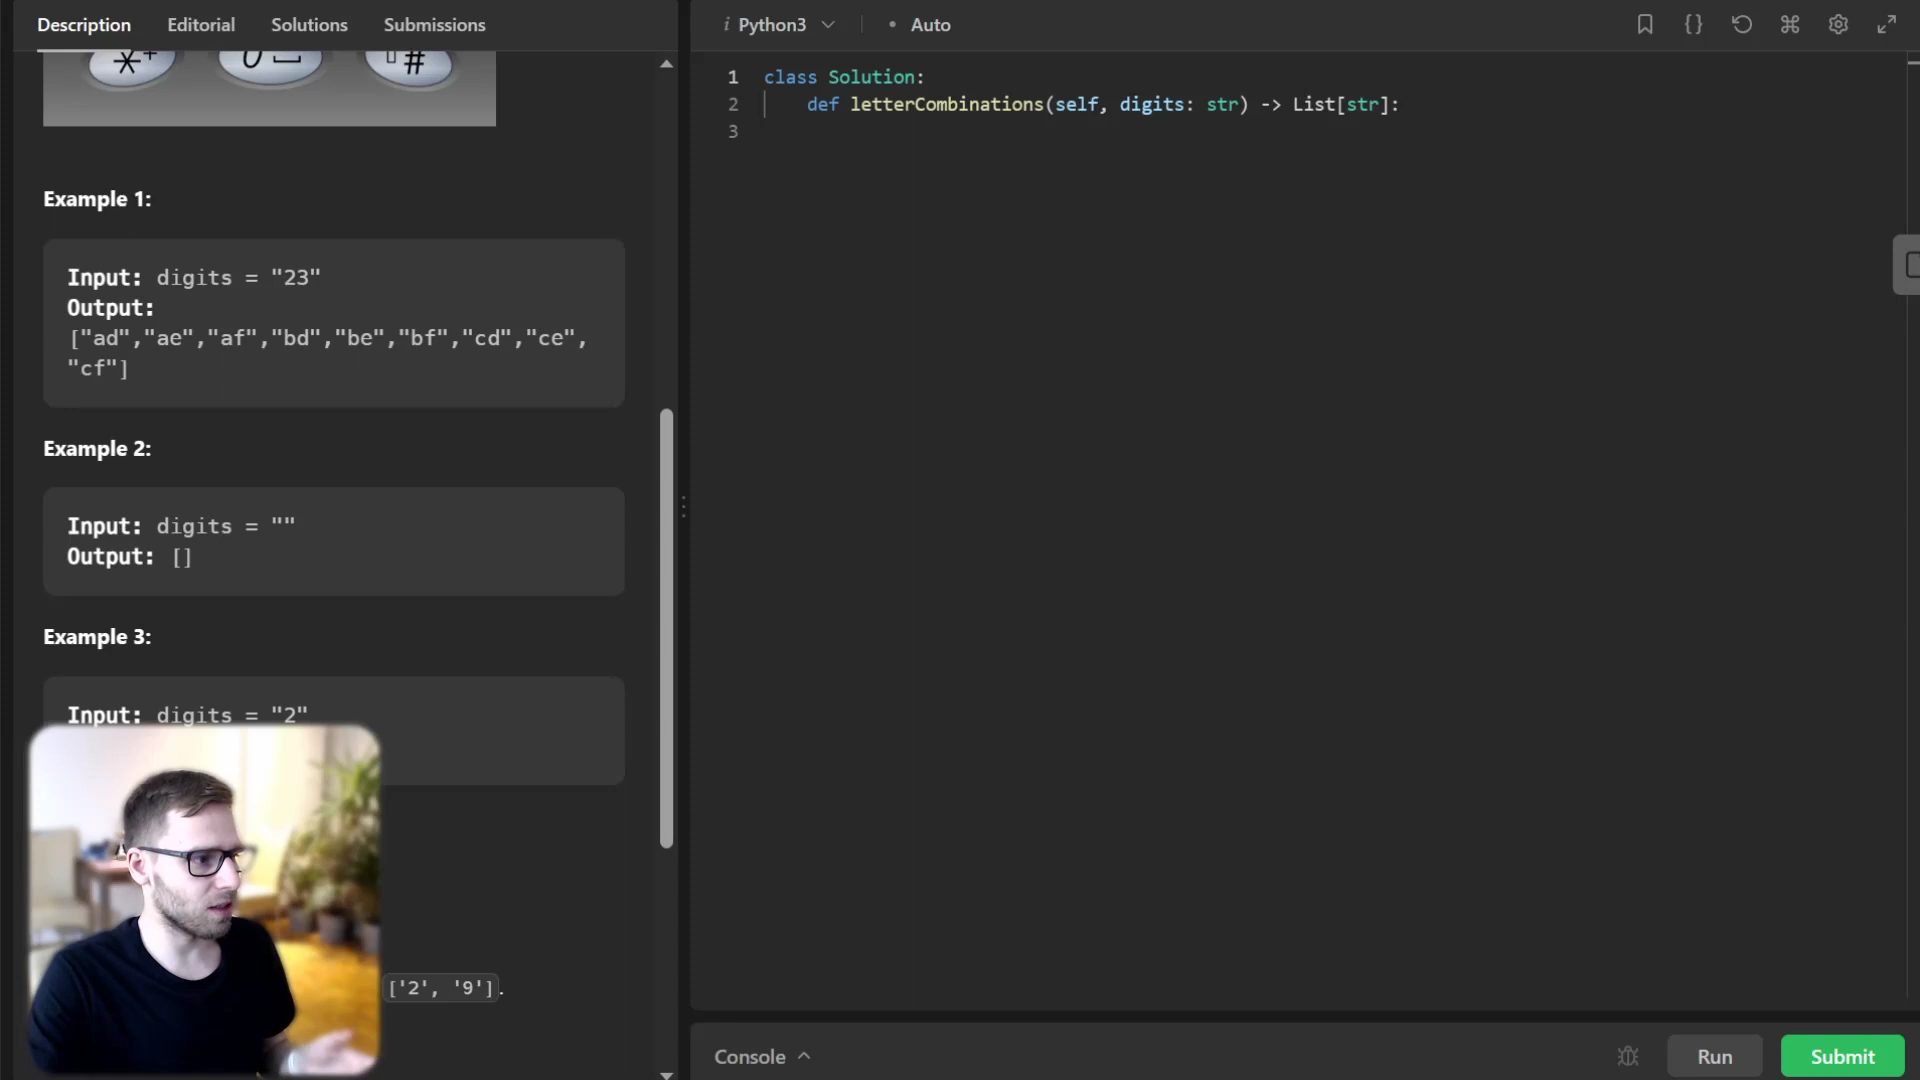 Description Editorial Solutions Submissions
Python3 Auto
*+ 0 #
Example 1:
Input: digits = "23"
Output:
["ad","ae","af","bd","be","bf","cd","ce",
"cf"]
Example 2:
Input: digits = ""
Output: []
Example 3:
Input: digits = "2"
['2', '9'].
1 class Solution:
2 def letterCombinations(self, digits: str) -> List[str]:
3
Console
Run Submit